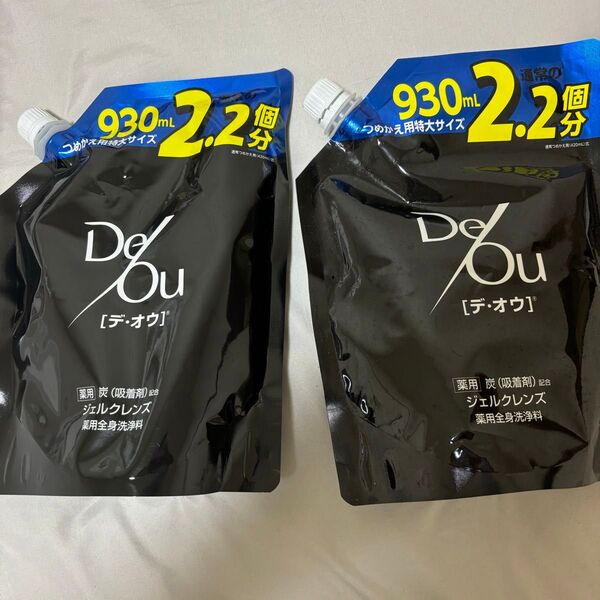 930mL
2.2個分
つめかえ用特大サイズ
De/Ou
[デ・オウ]®
薬用 炭(吸着剤)配合
ジェルクレンズ
薬用全身洗浄料
通常の
930mL
2.2個分
つめかえ用特大サイズ
De/Ou
[デ・オウ]®
薬用 炭(吸着剤)配合
ジェルクレンズ
薬用全身洗浄料